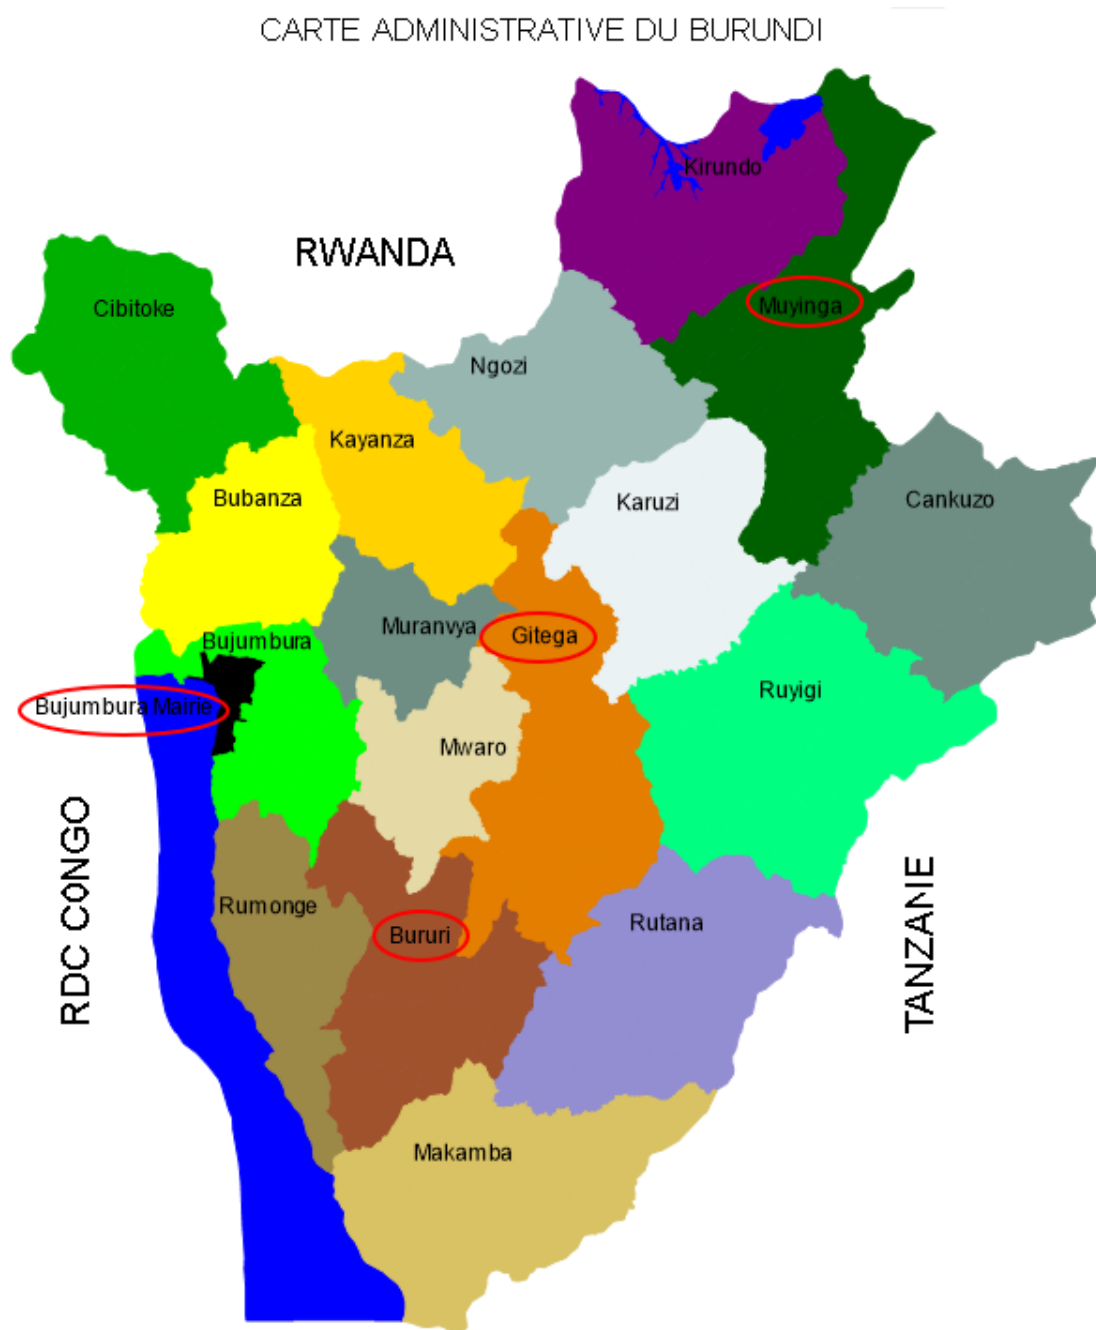 CARTE ADMINISTRATIVE DU BURUNDI
Kirundo
RWANDA
Cibitoke
Muyinga
Ngozi
Kayanza
Bubanza
Karuzi
Cankuzo
Muranvya
Gitega
Bujumbura
Ruyigi
Bujumbura Mairie
Mwaro
RDC CONGO
Rumonge
Bururi
Rutana
TANZANIE
Makamba